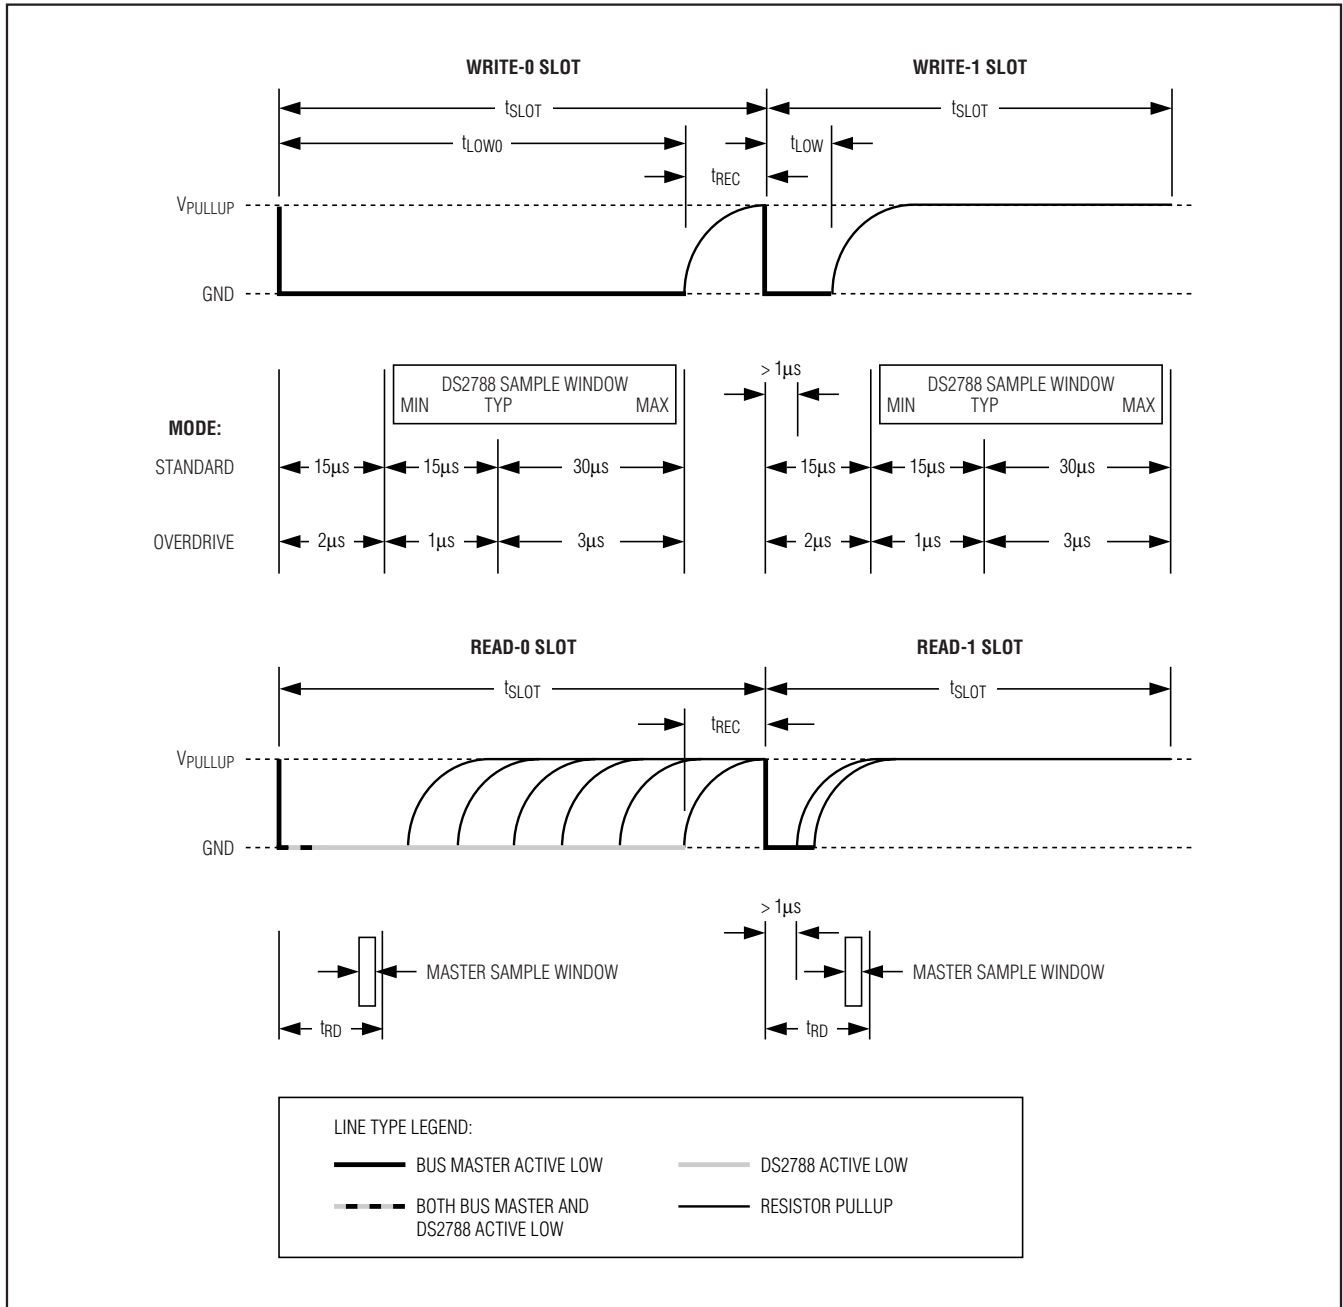 WRITE-0 SLOT WRITE-1 SLOT
tSLOT tSLOT
tLOW0 tLOW
tREC
VPULLUP
GND
> 1µs
DS2788 SAMPLE WINDOW DS2788 SAMPLE WINDOW
MIN TYP MAX MIN TYP MAX
MODE:
STANDARD 15µs 15µs 30µs 15µs 15µs 30µs
OVERDRIVE 2µs 1µs 3µs 2µs 1µs 3µs
READ-0 SLOT READ-1 SLOT
tSLOT tSLOT
tREC
VPULLUP
GND
> 1µs
MASTER SAMPLE WINDOW MASTER SAMPLE WINDOW
tRD tRD
LINE TYPE LEGEND:
BUS MASTER ACTIVE LOW DS2788 ACTIVE LOW
BOTH BUS MASTER AND RESISTOR PULLUP
DS2788 ACTIVE LOW